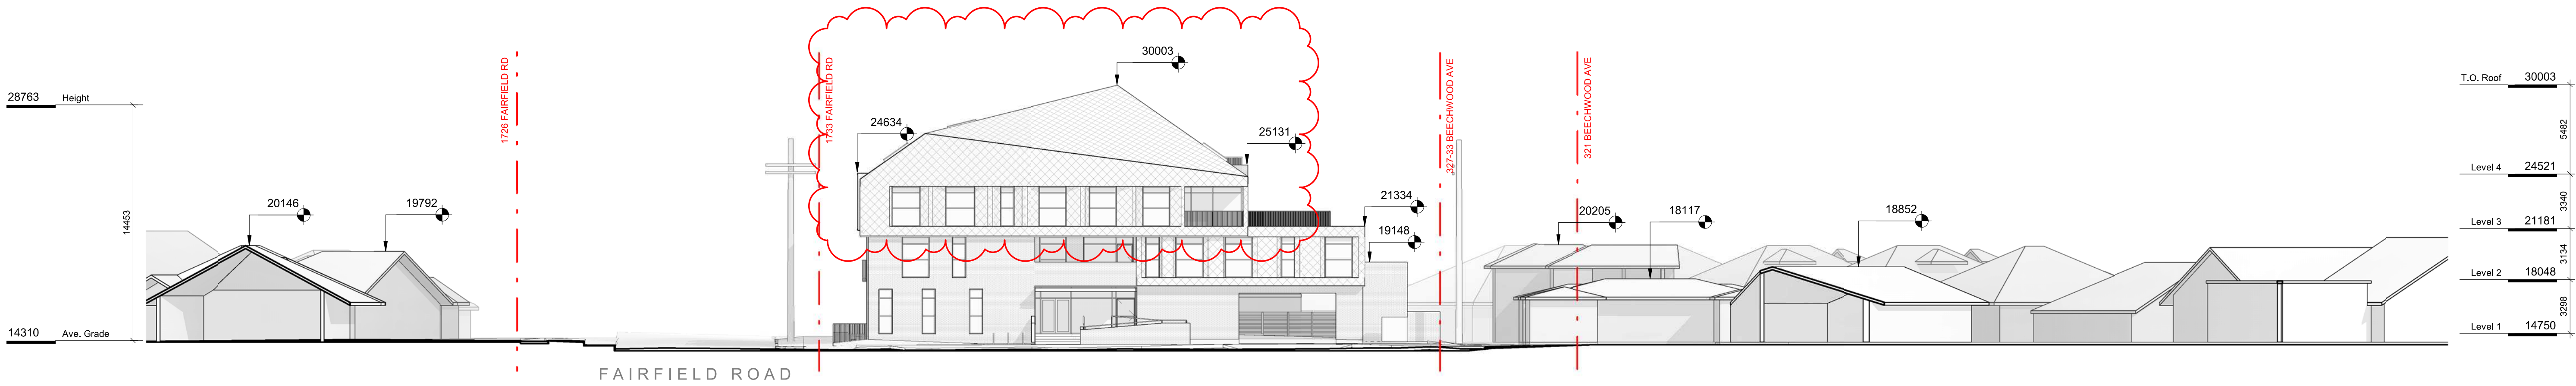 28763 Height
14453
14310 Ave. Grade
20146
19792
1726 FAIRFIELD RD
FAIRFIELD ROAD
1733 FAIRFIELD RD
24634
30003
25131
21334
19148
327-33 BEECHWOOD AVE
321 BEECHWOOD AVE
20205
18117
18852
T.O. Roof 30003
5482
Level 4 24521
3340
Level 3 21181
3134
Level 2 18048
3298
Level 1 14750